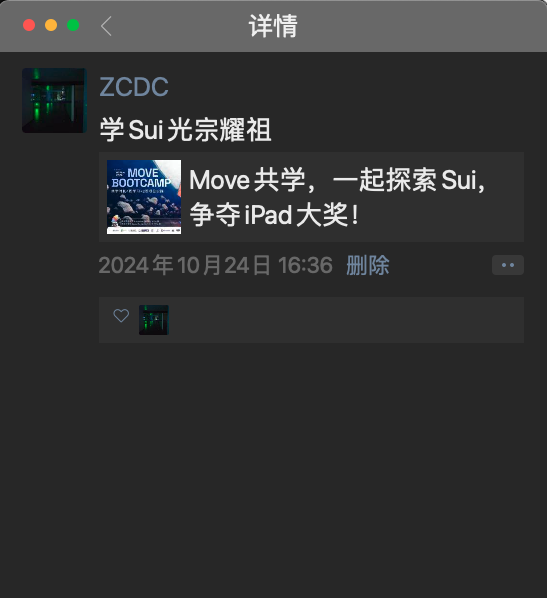 详情
ZCDC
学Sui光宗耀祖
MOVE
BOOTCAMP
Move共学，一起探索Sui，
争夺iPad大奖！
2024年10月24日 16:36 删除